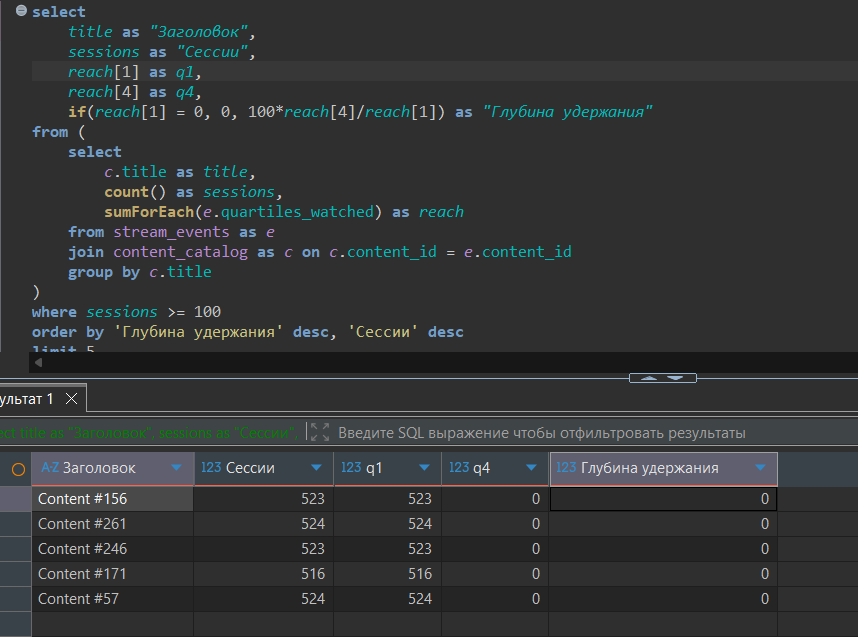 select
title as "Заголовок",
sessions as "Сессии",
reach[1] as q1,
reach[4] as q4,
if(reach[1] = 0, 0, 100*reach[4]/reach[1]) as "Глубина удержания"
from (
select
c.title as title,
count() as sessions,
sumForEach(e.quartiles_watched) as reach
from stream_events as e
join content_catalog as c on c.content_id = e.content_id
group by c.title
)
where sessions >= 100
order by 'Глубина удержания' desc, 'Сессии' desc
limit 5
ультат 1
ect title as "Заголовок", sessions as "Сессии", Введите SQL выражение чтобы отфильтровать результаты
A-Z Заголовок 123 Сессии 123 q1 123 q4 123 Глубина удержания
Content #156 523 523 0 0
Content #261 524 524 0 0
Content #246 523 523 0 0
Content #171 516 516 0 0
Content #57 524 524 0 0